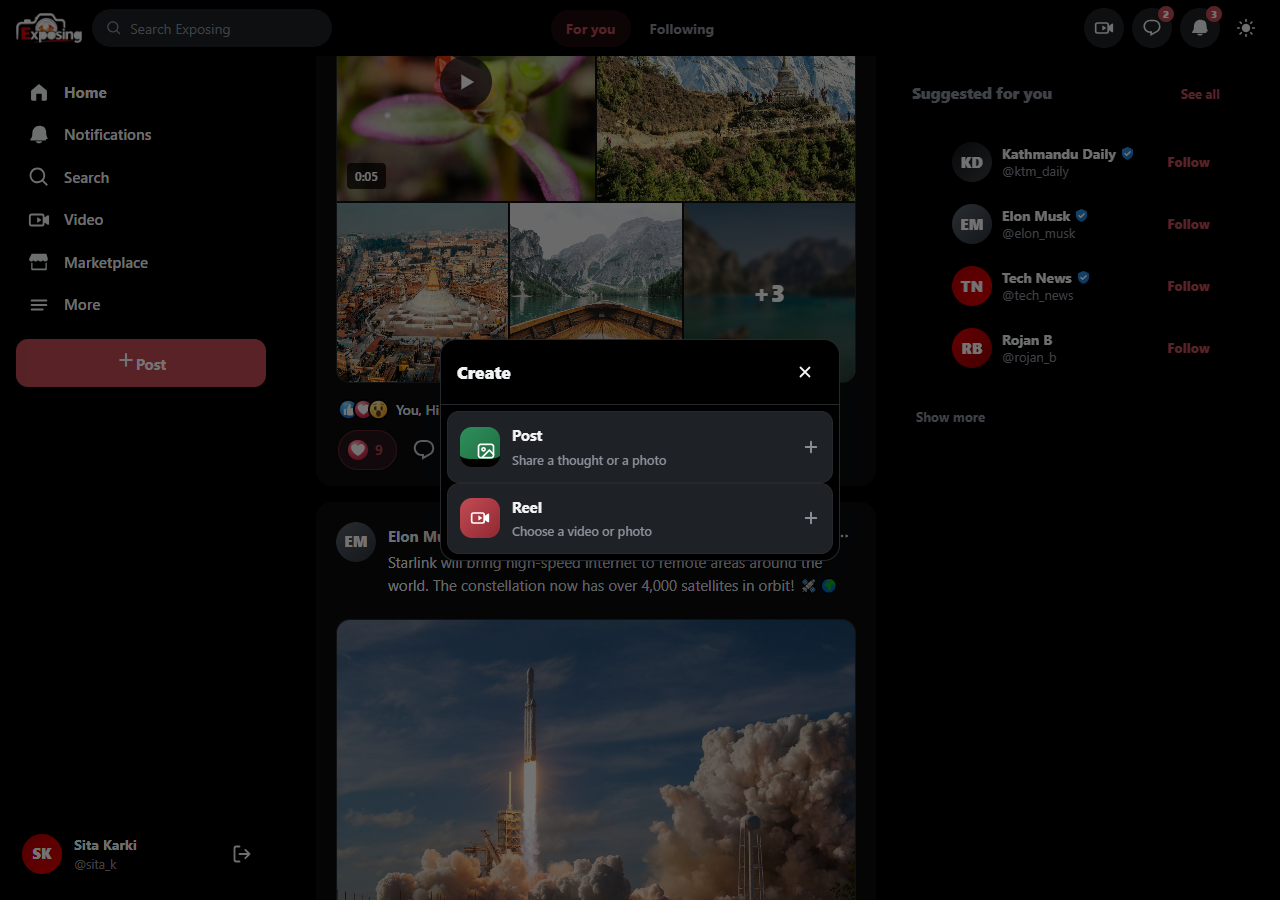 Exposing
Search Exposing
For you
Following
2
3
Home
Notifications
Search
Video
Marketplace
More
+ Post
SK
Sita Karki
@sita_k
0:05
+3
You, Hi
9
Create
Post
Share a thought or a photo
Reel
Choose a video or photo
EM
Elon Mu
Starlink will bring high-speed internet to remote areas around the
world. The constellation now has over 4,000 satellites in orbit! 🛰️ 🌍
Suggested for you
See all
KD
Kathmandu Daily
@ktm_daily
Follow
EM
Elon Musk
@elon_musk
Follow
TN
Tech News
@tech_news
Follow
RB
Rojan B
@rojan_b
Follow
Show more